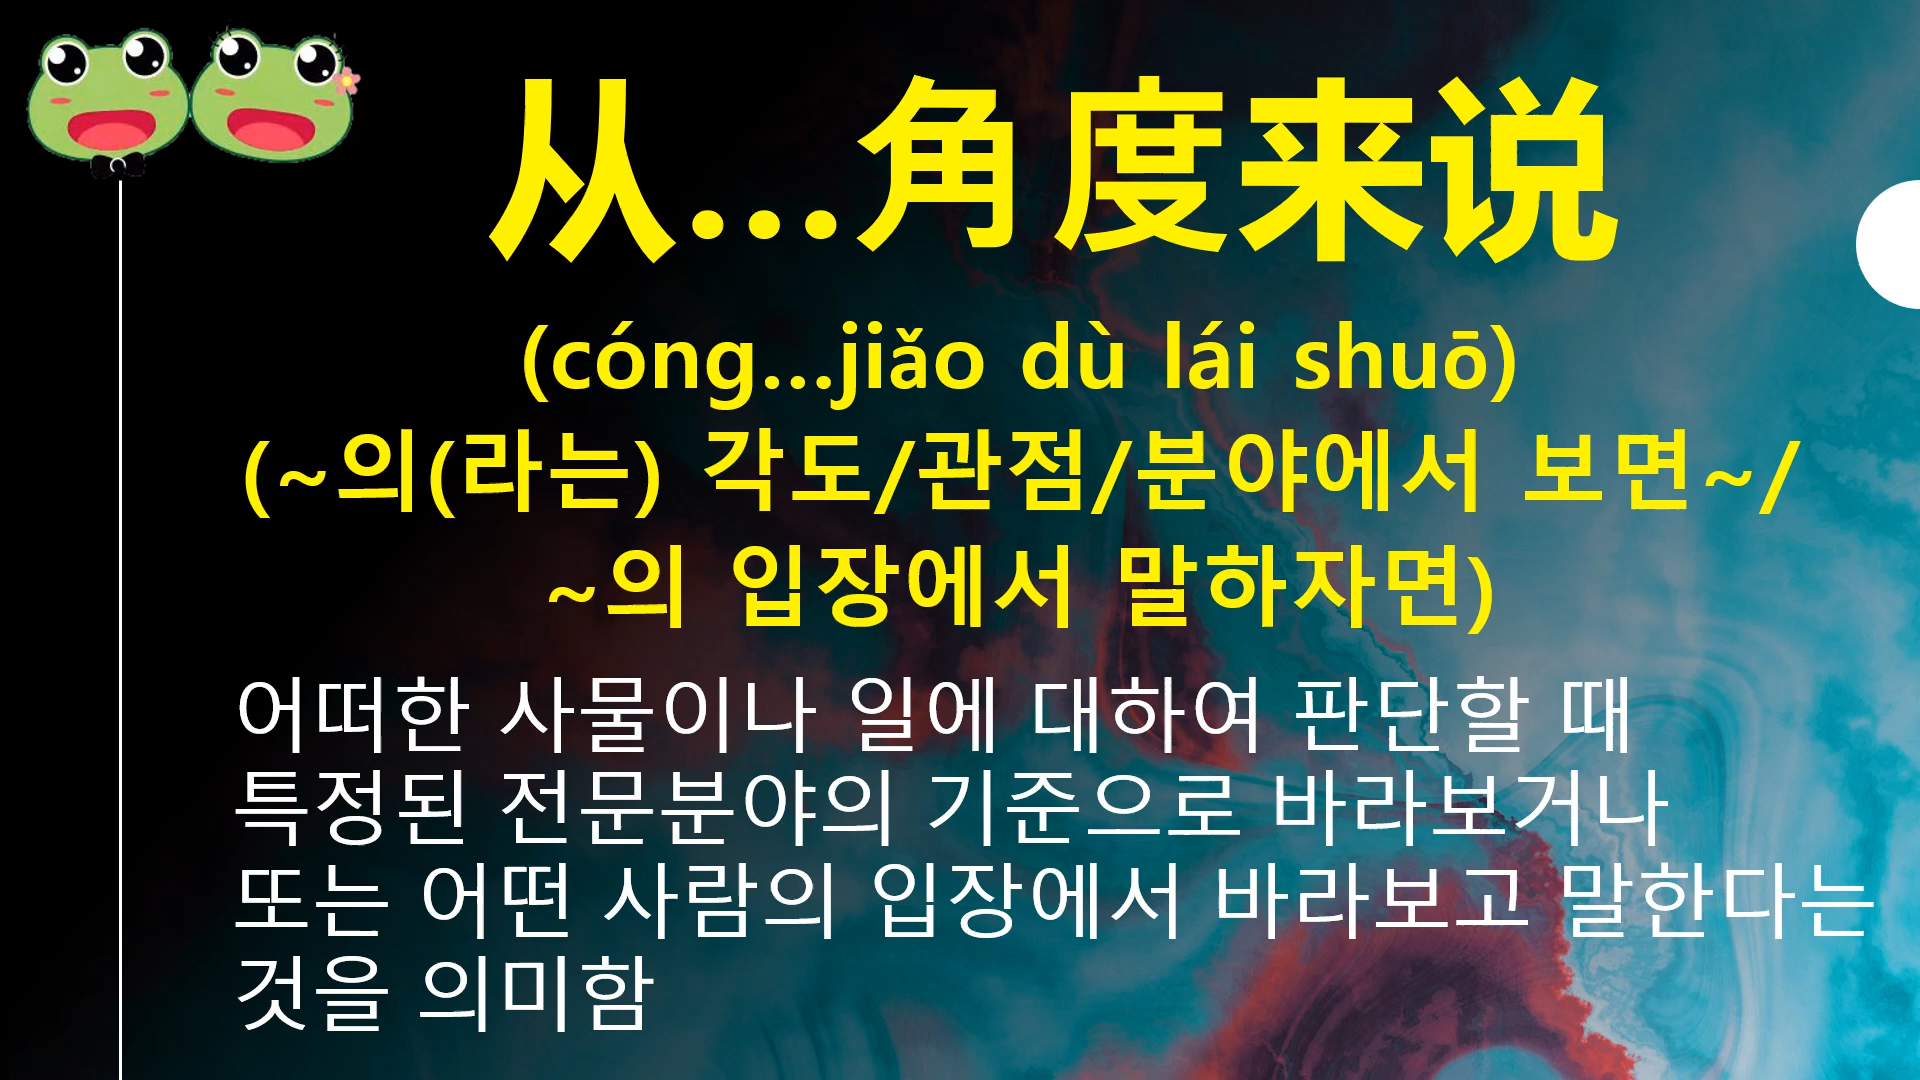 从...角度来说
(cóng...jiǎo dù lái shuō)
(~의(라는) 각도/관점/분야에서 보면~/
~의 입장에서 말하자면)
어떠한 사물이나 일에 대하여 판단할 때
특정된 전문분야의 기준으로 바라보거나
또는 어떤 사람의 입장에서 바라보고 말한다는
것을 의미함